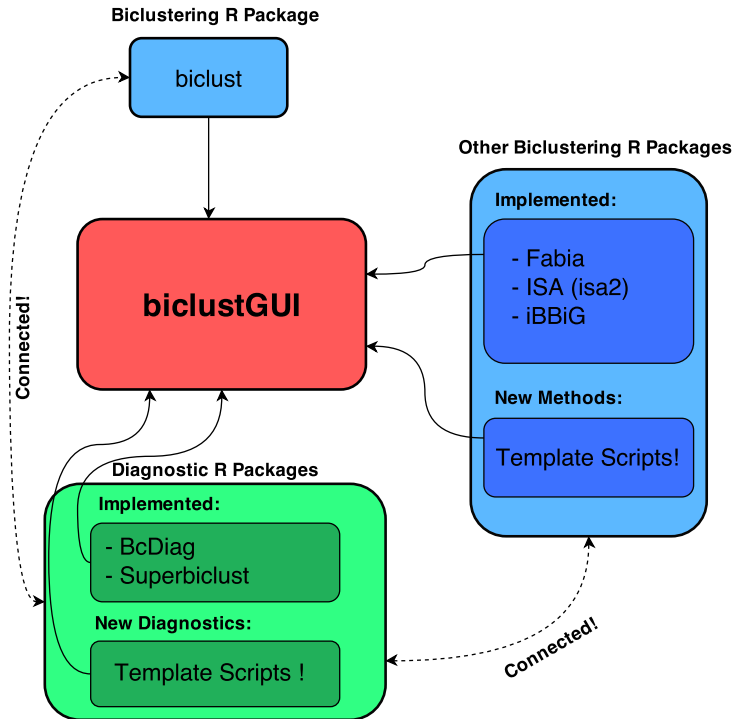 Biclustering R Package
biclust
Other Biclustering R Packages
Implemented:
- Fabia
- ISA (isa2)
- iBBiG
biclustGUI
Connected!
New Methods:
Template Scripts!
Diagnostic R Packages
Implemented:
- BcDiag
- Superbiclust
New Diagnostics:
Template Scripts !
Connected!